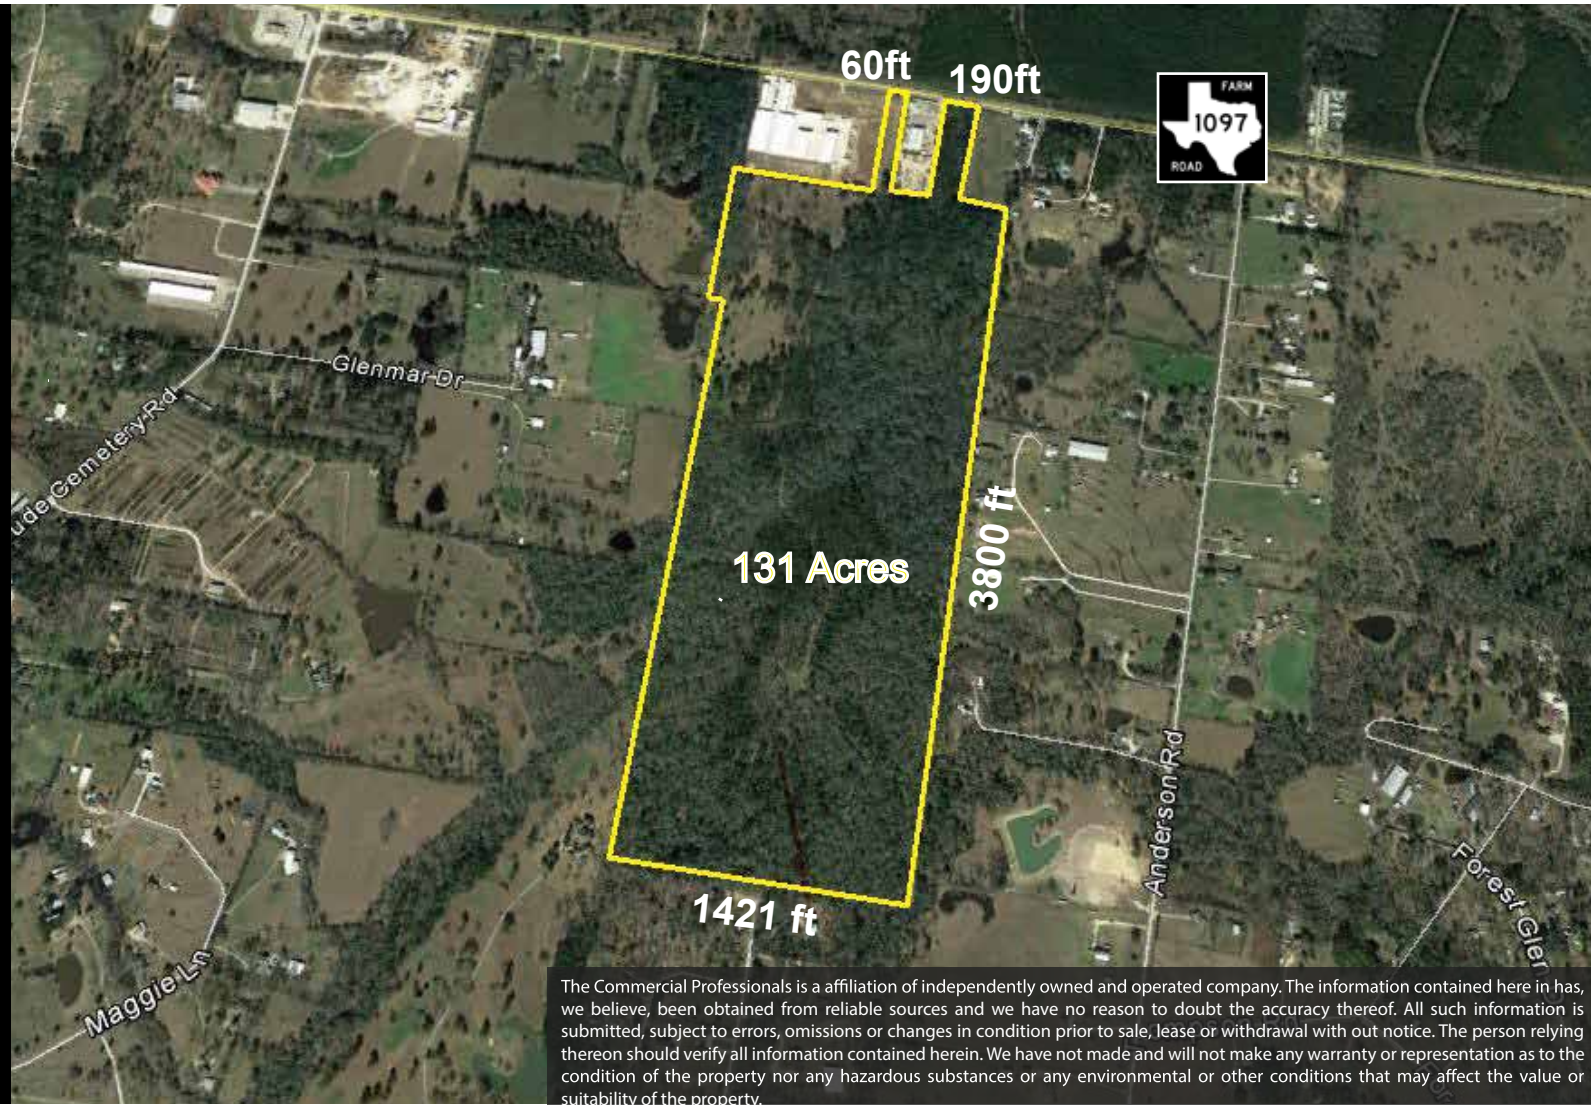 60ft
190ft
FARM
1097
ROAD
Glenmar Dr
ude Cemetery Rd
131 Acres
3800 ft
Anderson Rd
1421 ft
Forest Glen
Maggie Ln
The Commercial Professionals is a affiliation of independently owned and operated company. The information contained here in has,
we believe, been obtained from reliable sources and we have no reason to doubt the accuracy thereof. All such information is
submitted, subject to errors, omissions or changes in condition prior to sale, lease or withdrawal with out notice. The person relying
thereon should verify all information contained herein. We have not made and will not make any warranty or representation as to the
condition of the property nor any hazardous substances or any environmental or other conditions that may affect the value or
suitability of the property.